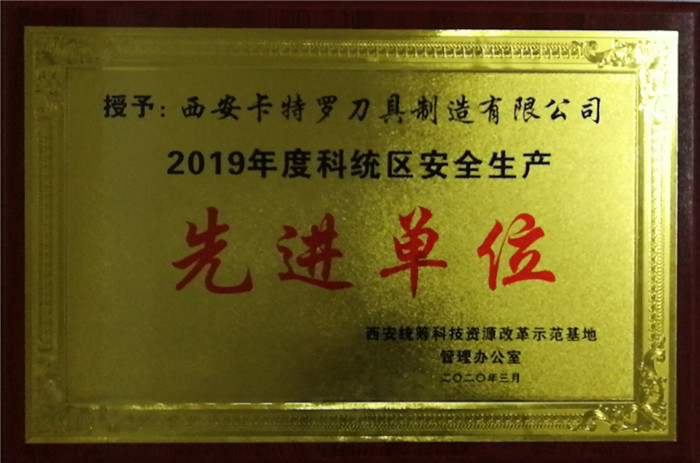 授予：西安卡特罗刀具制造有限公司
2019年度科统区安全生产
先进单位
西安统筹科技资源改革示范基地
管理办公室
二〇二〇年三月